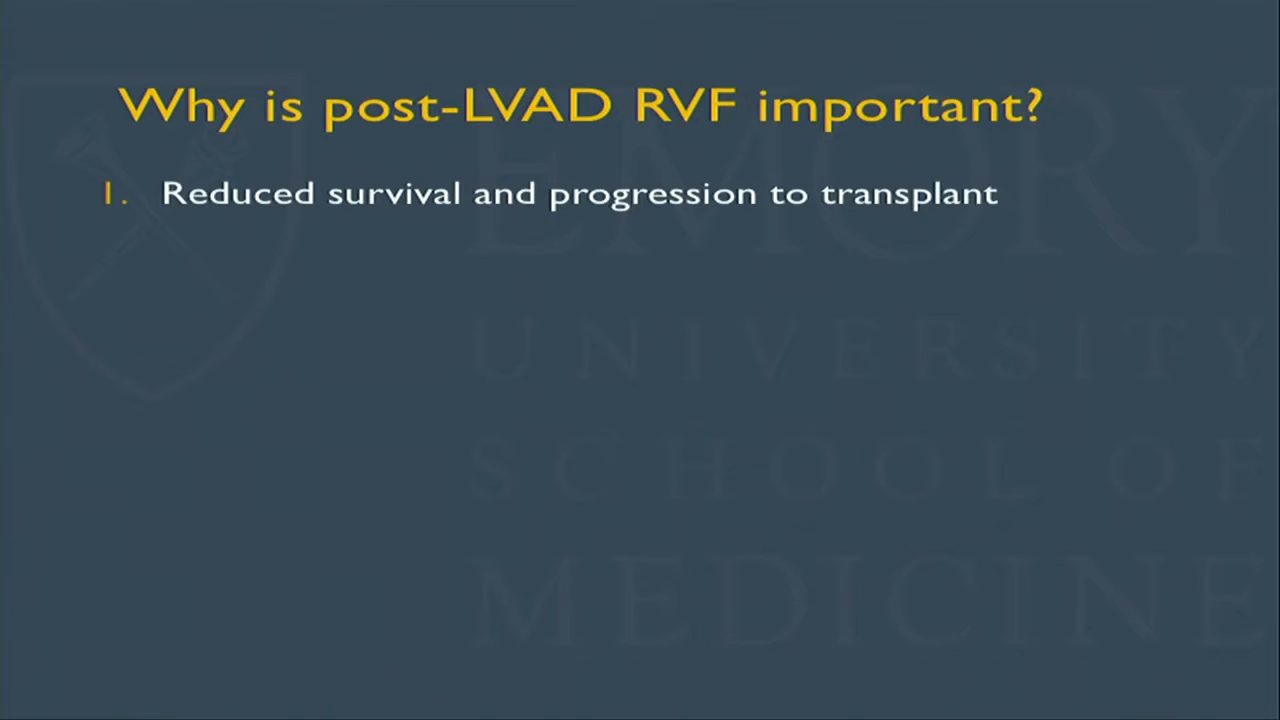 Why is post-LVAD RVF important?
1. Reduced survival and progression to transplant
EMORY
UNIVERSITY
SCHOOL OF
MEDICINE